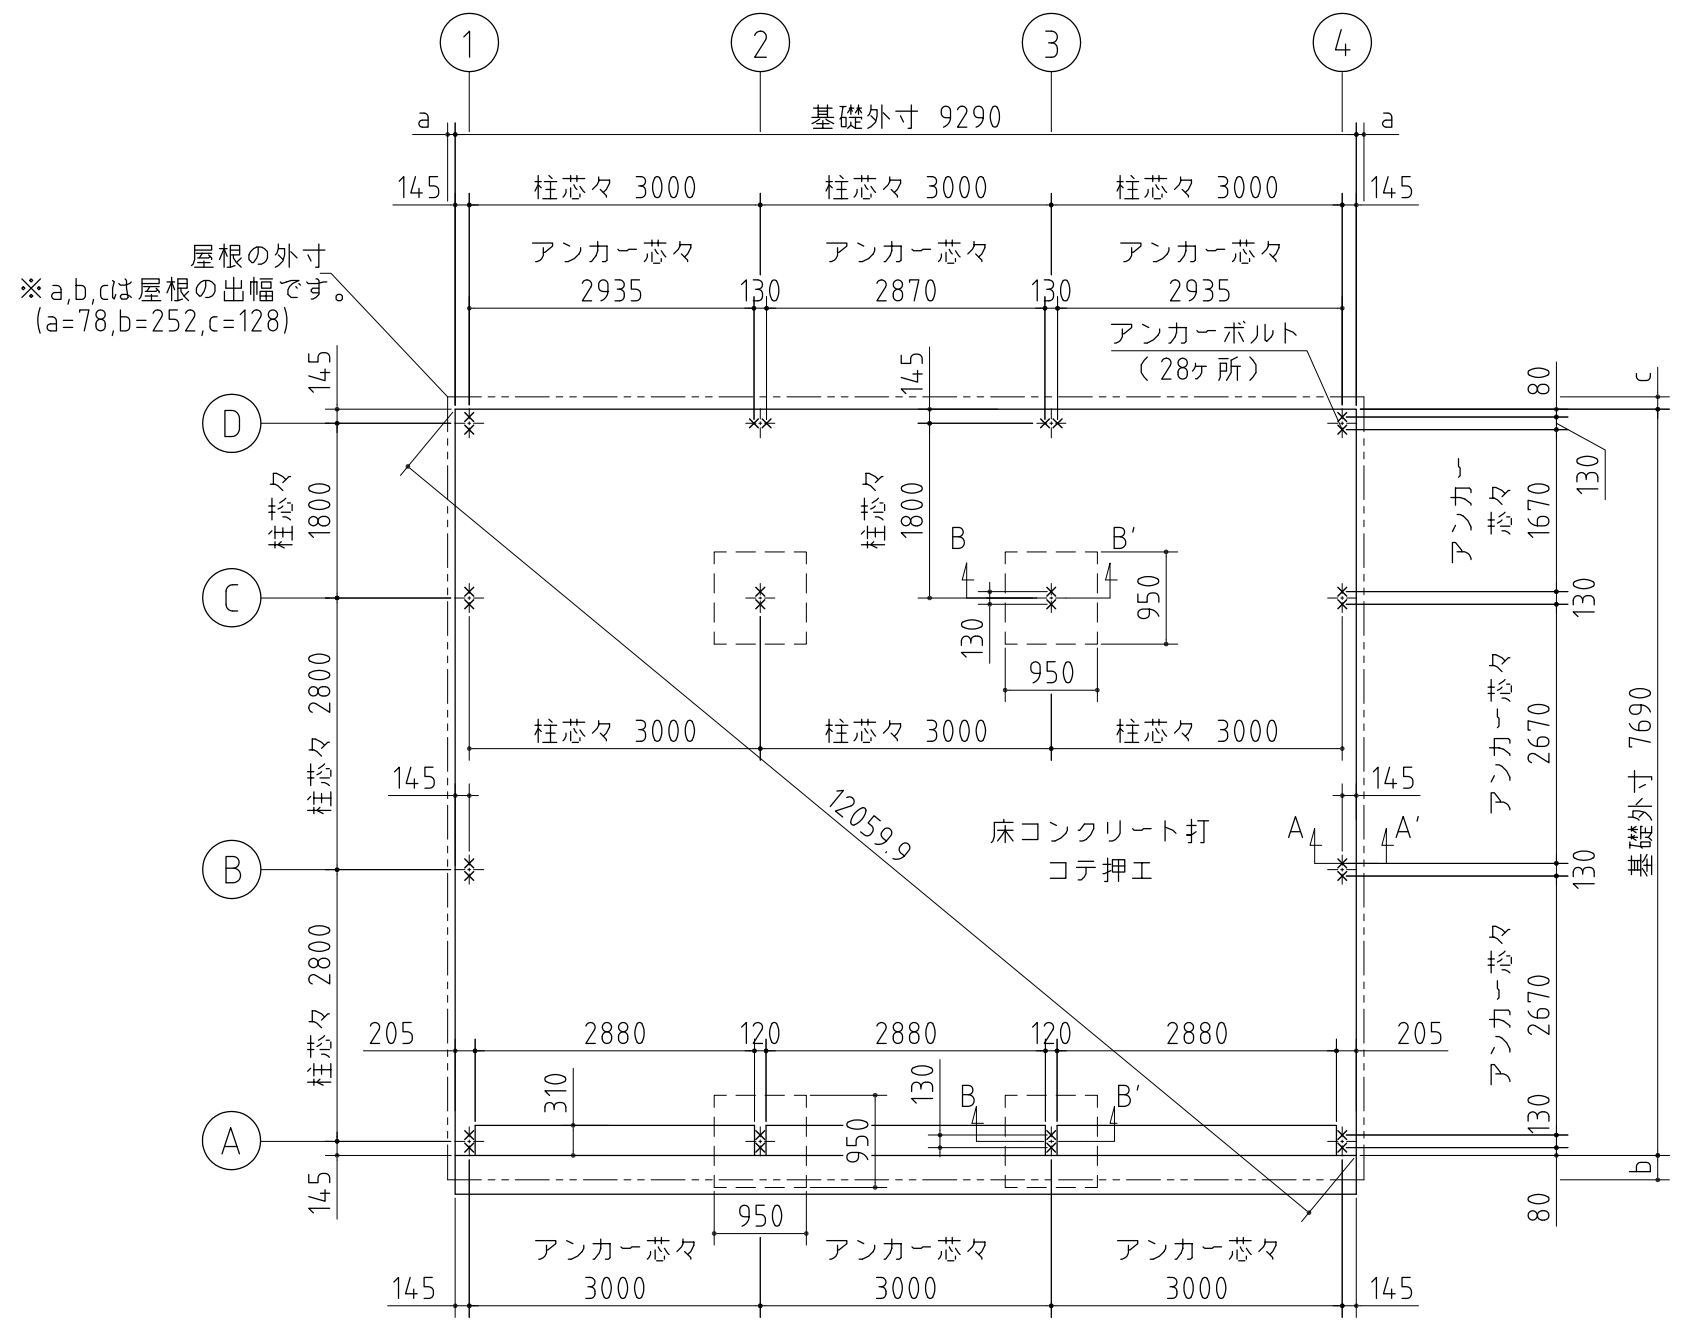 1 2 3 4
a 基礎外寸 9290 a
145 柱芯々 3000 柱芯々 3000 柱芯々 3000 145
アンカー芯々 アンカー芯々 アンカー芯々
2935 130 2870 130 2935
屋根の外寸
※a,b,cは屋根の出幅です。
(a=78,b=252,c=128)
アンカーボルト
(28ヶ所)
145
145
80
c
D
130
柱芯々
1800
柱芯々
1800
アンカー
芯々
1670
B B'
C
950
130
130
950
柱芯々 2800
アンカー芯々
2670
基礎外寸 7690
柱芯々 3000 柱芯々 3000 柱芯々 3000
145 145
12059.9
床コンクリート打
コテ押エ
A A'
B
130
柱芯々 2800
アンカー芯々
2670
205 2880 120 2880 120 2880 205
310
130
B B'
130
A
950
145
b
80
950
アンカー芯々 アンカー芯々 アンカー芯々
145 3000 3000 3000 145